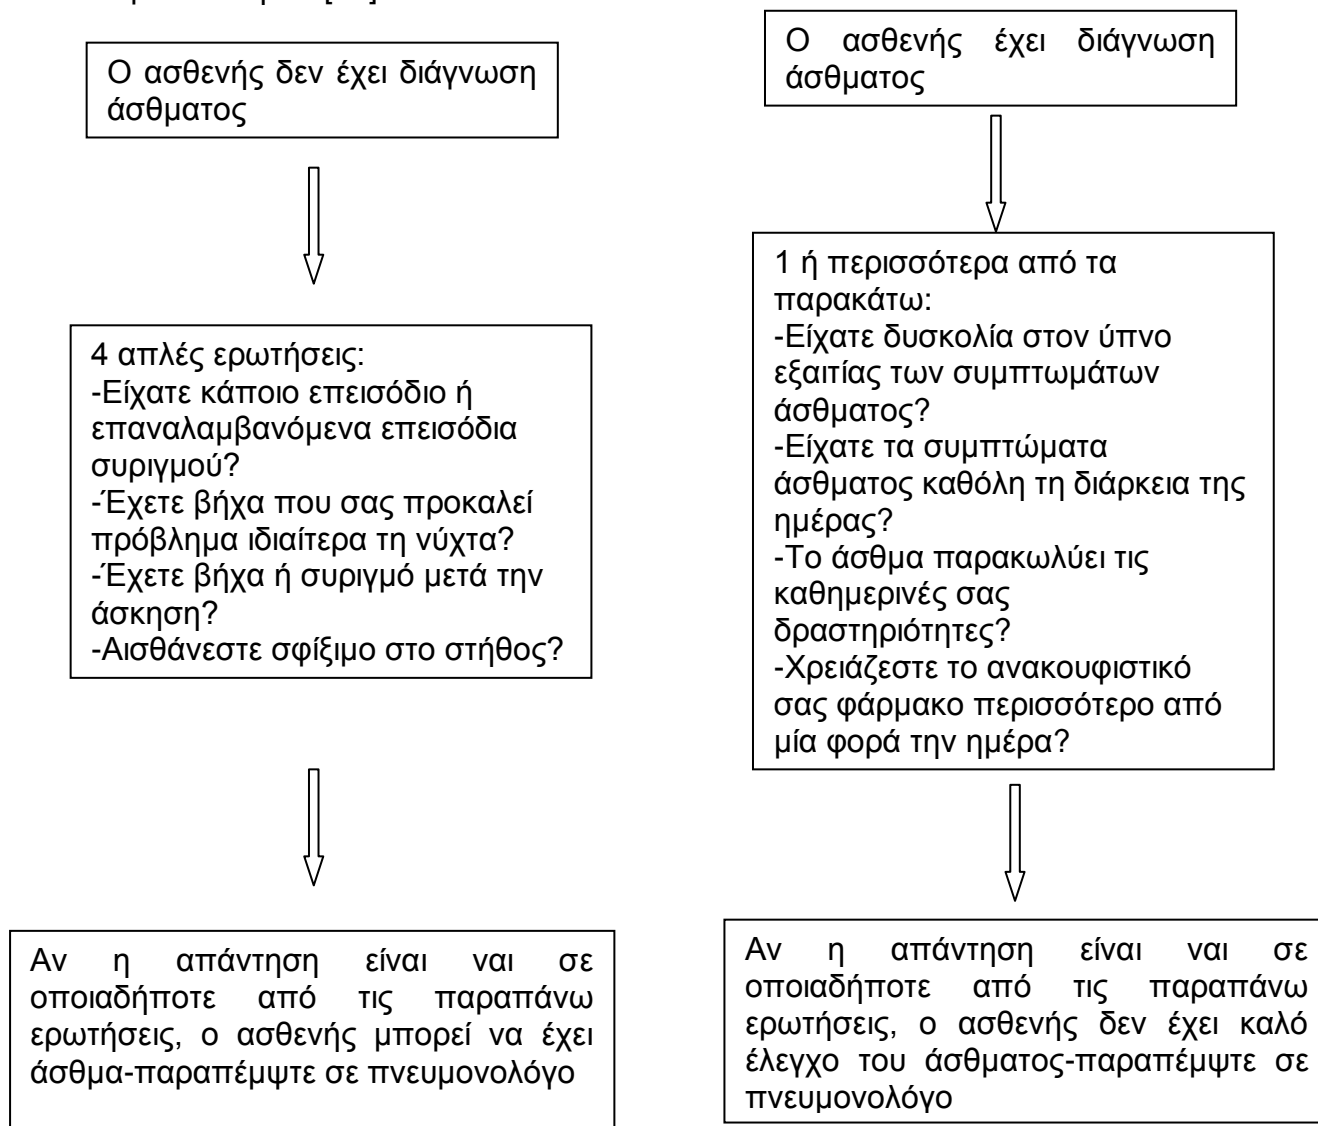 Ο ασθενής δεν έχει διάγνωση
άσθματος
4 απλές ερωτήσεις:
-Είχατε κάποιο επεισόδιο ή
επαναλαμβανόμενα επεισόδια
συριγμού?
-Έχετε βήχα που σας προκαλεί
πρόβλημα ιδιαίτερα τη νύχτα?
-Έχετε βήχα ή συριγμό μετά την
άσκηση?
-Αισθάνεστε σφίξιμο στο στήθος?
Αν η απάντηση είναι ναι σε
οποιαδήποτε από τις παραπάνω
ερωτήσεις, ο ασθενής μπορεί να έχει
άσθμα-παραπέμψτε σε πνευμονολόγο
Ο ασθενής έχει διάγνωση
άσθματος
1 ή περισσότερα από τα
παρακάτω:
-Είχατε δυσκολία στον ύπνο
εξαιτίας των συμπτωμάτων
άσθματος?
-Είχατε τα συμπτώματα
άσθματος καθόλη τη διάρκεια της
ημέρας?
-Το άσθμα παρακωλύει τις
καθημερινές σας
δραστηριότητες?
-Χρειάζεστε το ανακουφιστικό
σας φάρμακο περισσότερο από
μία φορά την ημέρα?
Αν η απάντηση είναι ναι σε
οποιαδήποτε από τις παραπάνω
ερωτήσεις, ο ασθενής δεν έχει καλό
έλεγχο του άσθματος-παραπέμψτε σε
πνευμονολόγο